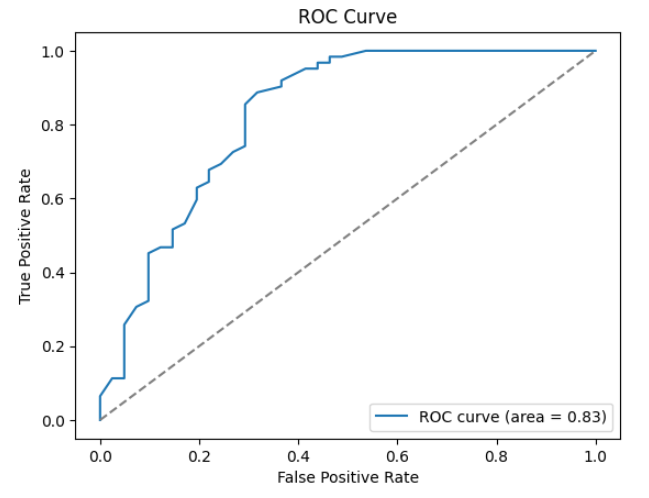 ROC Curve
1.0
0.8
0.6
0.4
0.2
0.0
True Positive Rate
ROC curve (area = 0.83)
0.0 0.2 0.4 0.6 0.8 1.0
False Positive Rate